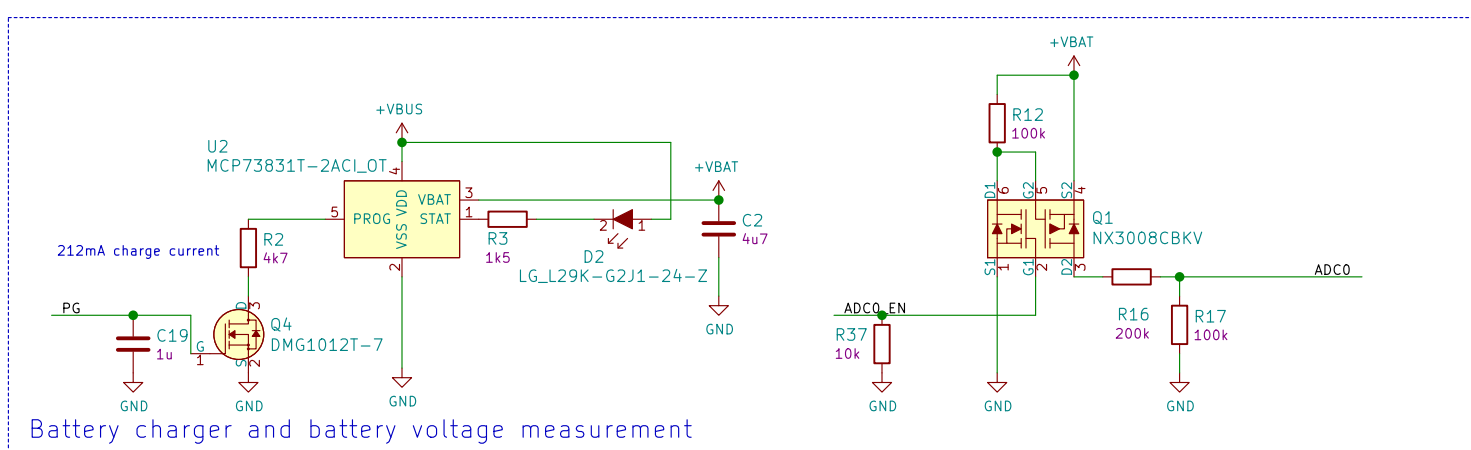 +VBUS
U2
MCP73831T-2ACI_OT
4
VDD
5
PROG
VBAT
3
STAT
1
VSS
2
+VBAT
C2
4u7
GND
R3
1k5
2
1
D2
LG_L29K-G2J1-24-Z
R2
4k7
212mA charge current
PG
C19
1u
GND
D
3
G
1
S
2
Q4
DMG1012T-7
GND
GND
+VBAT
R12
100k
D1
6
G2
5
S2
4
Q1
NX3008CBKV
S1
1
G1
2
D2
3
ADC0_EN
R37
10k
GND
GND
R16
200k
R17
100k
GND
ADC0
Battery charger and battery voltage measurement